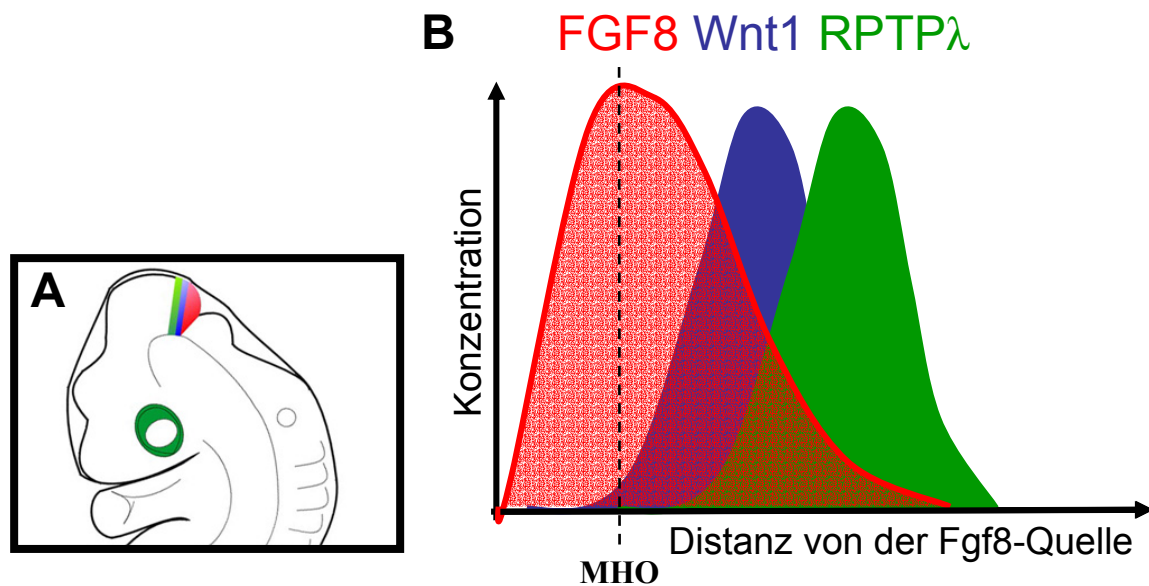 B
FGF8 Wnt1 RPTPλ
Konzentration
A
Distanz von der Fgf8-Quelle
MHO